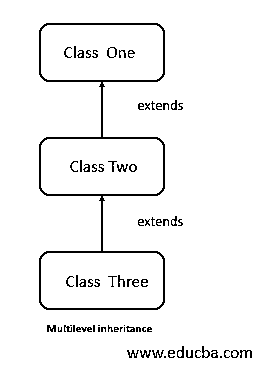 Class One
extends
Class Two
extends
Class Three
Multilevel inheritance
www.educba.com